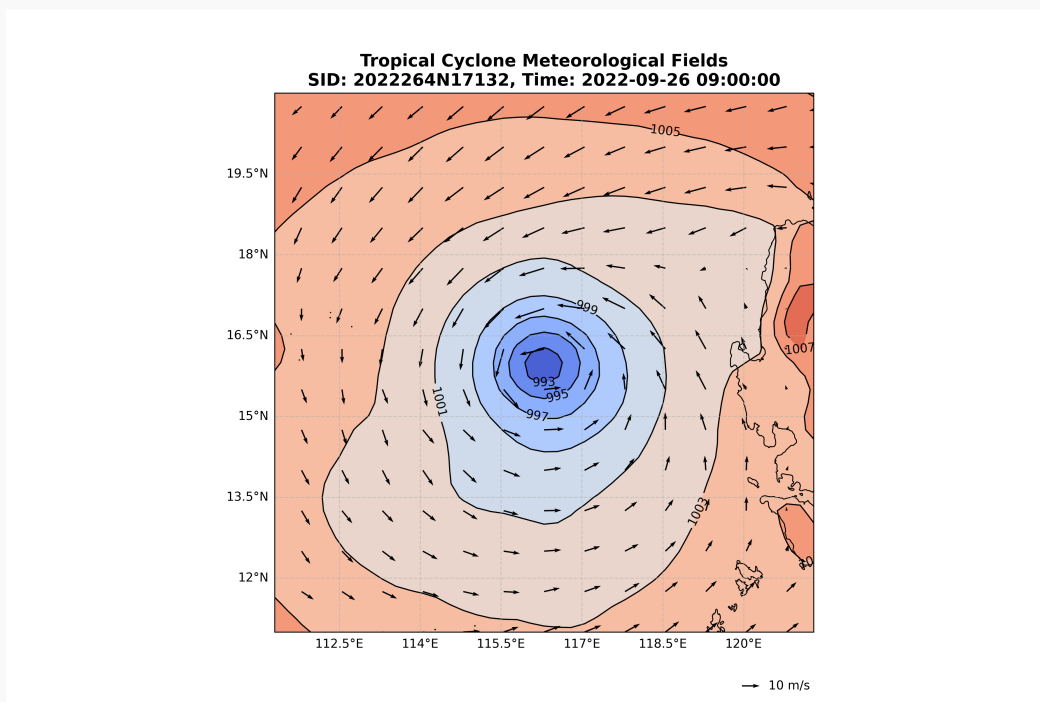 Tropical Cyclone Meteorological Fields
SID: 2022264N17132, Time: 2022-09-26 09:00:00
1005
19.5°N
18°N
999
16.5°N
1007
993
995
1001
997
15°N
13.5°N
1003
12°N
112.5°E 114°E 115.5°E 117°E 118.5°E 120°E
10 m/s